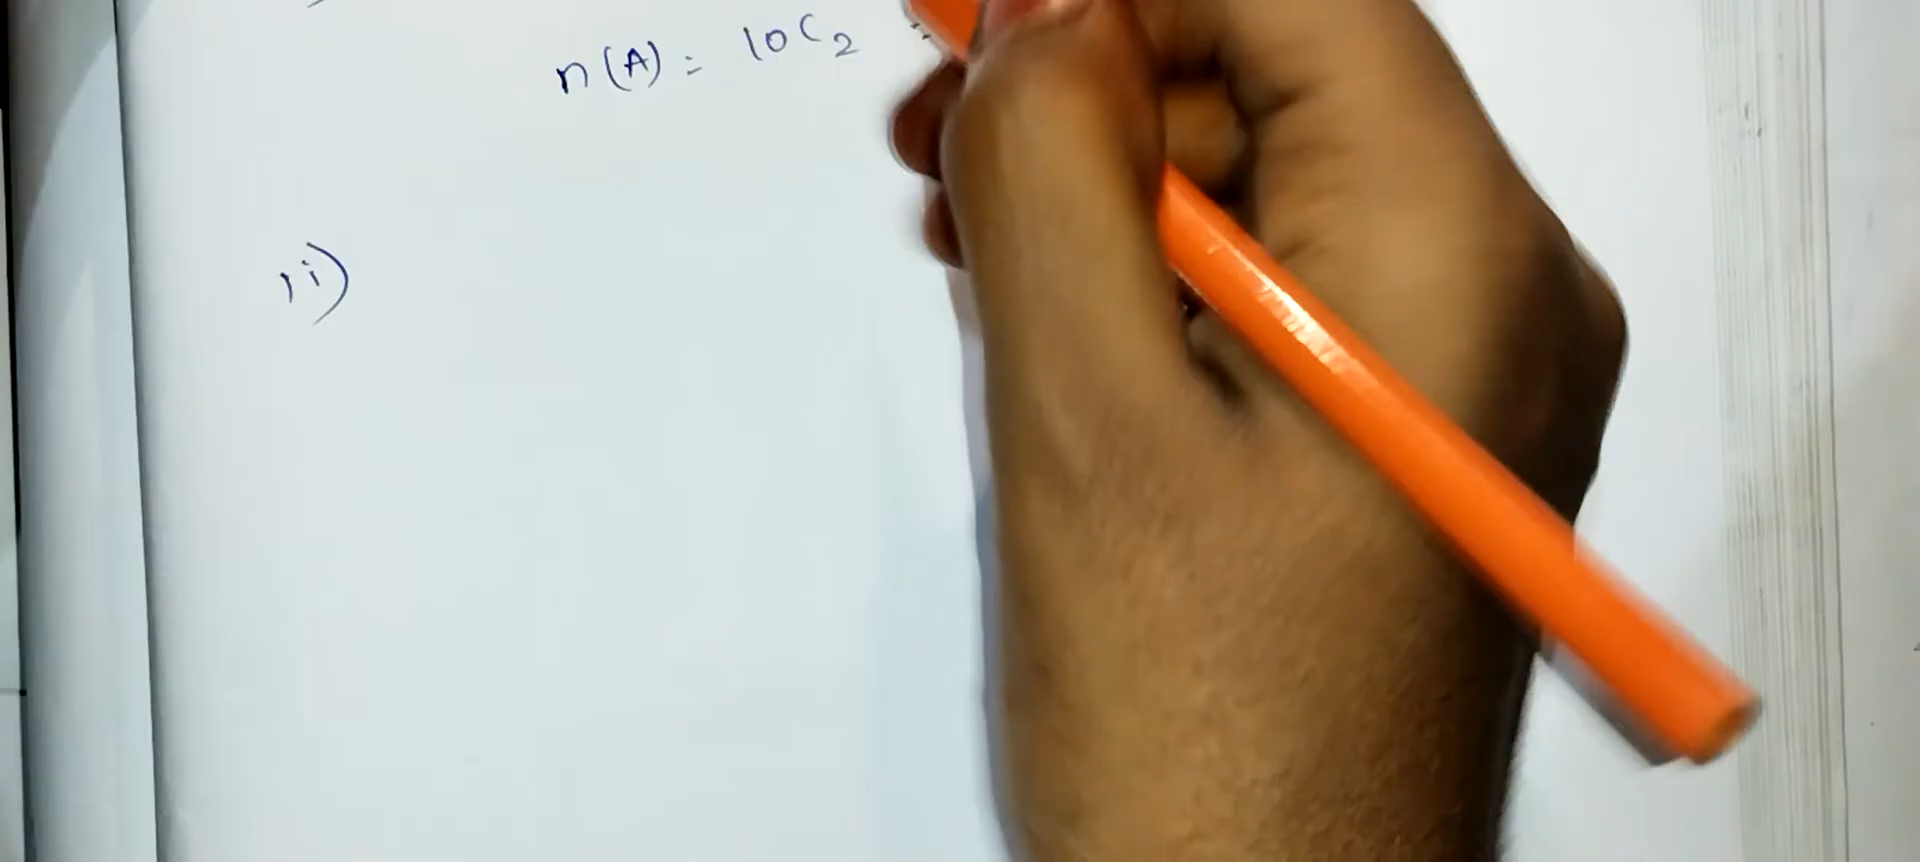 n(A) = 10C₂ =
ii)